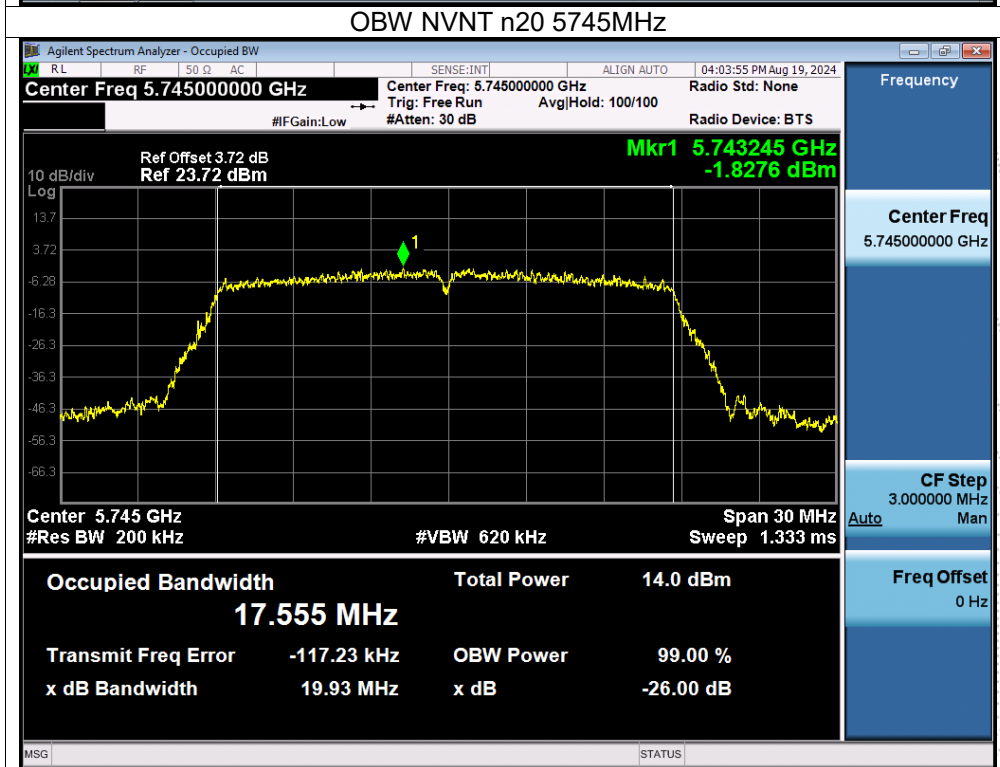 OBW NVNT n20 5745MHz
Agilent Spectrum Analyzer - Occupied BW
LXI RL RF 50 Ω AC SENSE:INT ALIGN AUTO 04:03:55 PM Aug 19, 2024
Center Freq 5.745000000 GHz
Center Freq: 5.745000000 GHz Radio Std: None
Trig: Free Run Avg|Hold: 100/100
#IFGain:Low #Atten: 30 dB Radio Device: BTS
Frequency
Mkr1 5.743245 GHz
-1.8276 dBm
Ref Offset 3.72 dB
10 dB/div Ref 23.72 dBm
Log
13.7
3.72
-6.28
-16.3
-26.3
-36.3
-46.3
-56.3
-66.3
1
Center 5.745 GHz Span 30 MHz
#Res BW 200 kHz #VBW 620 kHz Sweep 1.333 ms
Occupied Bandwidth Total Power 14.0 dBm
17.555 MHz
Transmit Freq Error -117.23 kHz OBW Power 99.00 %
x dB Bandwidth 19.93 MHz x dB -26.00 dB
Center Freq
5.745000000 GHz
CF Step
3.000000 MHz
Auto Man
Freq Offset
0 Hz
MSG STATUS